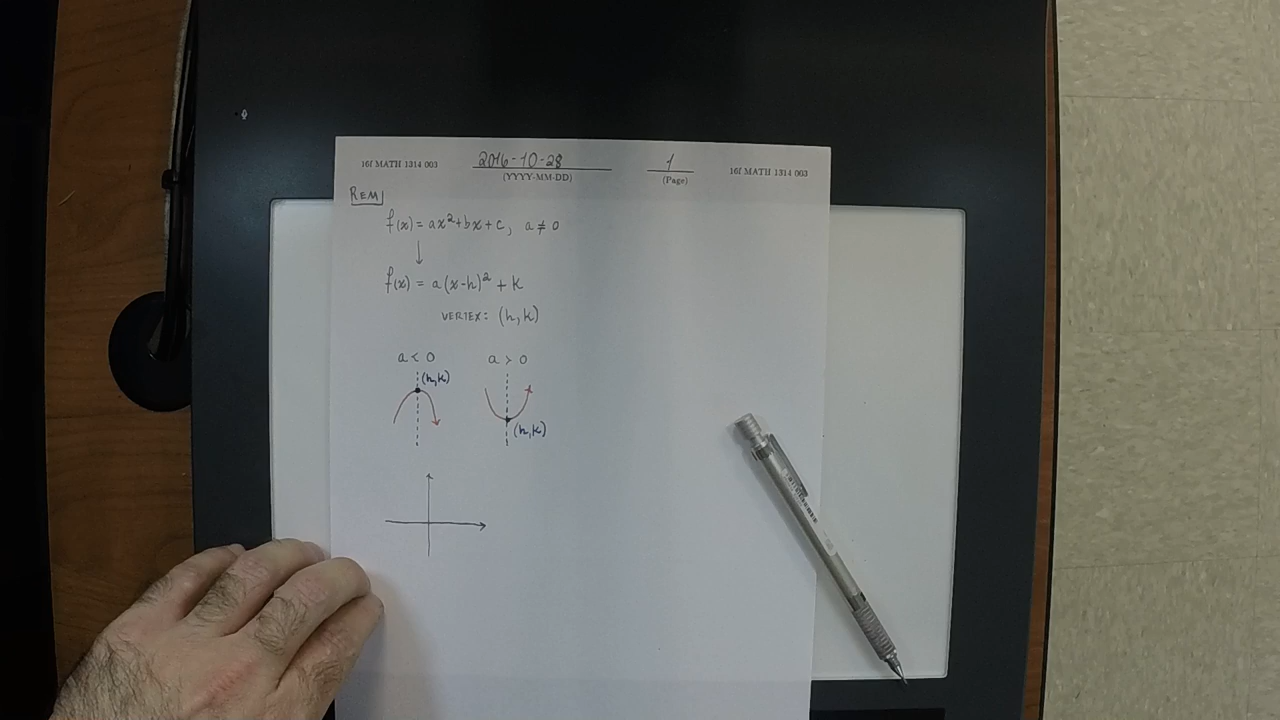 16f MATH 1314 003 2016-10-28 1 16f MATH 1314 003
(YYYY-MM-DD) (Page)
REM
f(x) = ax²+bx+c, a ≠ 0
↓
f(x) = a(x-h)² + k
VERTEX: (h,k)
a < 0 a > 0
(h,k)
(h,k)